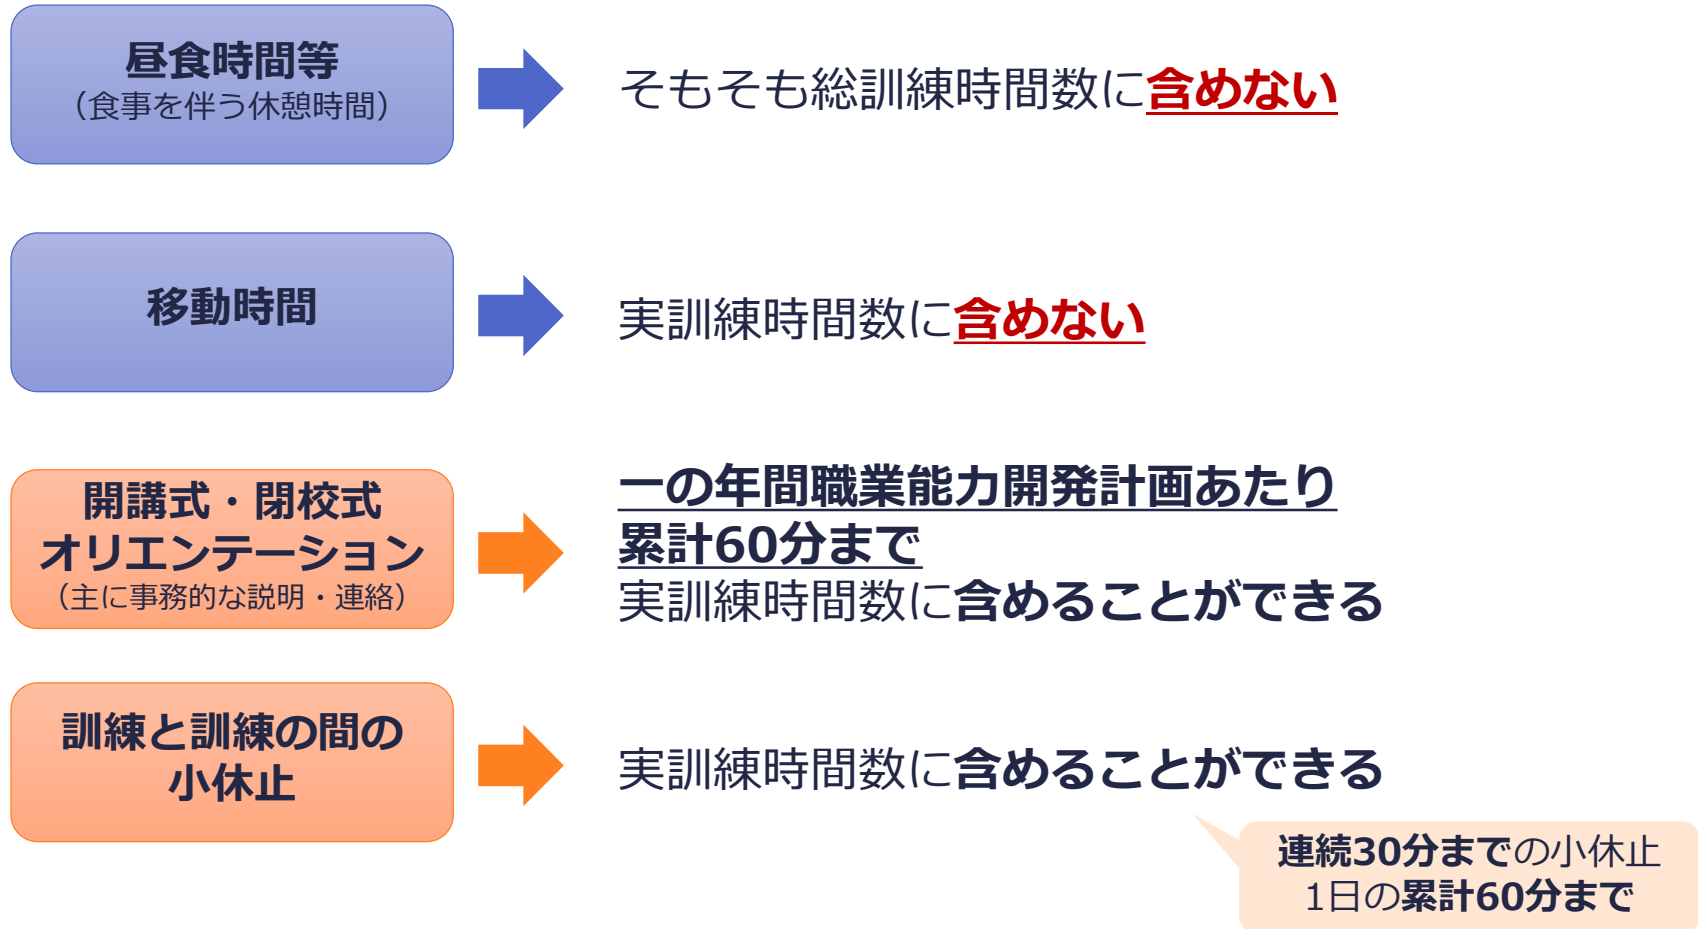 昼食時間等
（食事を伴う休憩時間）
そもそも総訓練時間数に含めない
移動時間
実訓練時間数に含めない
開講式・閉校式
オリエンテーション
（主に事務的な説明・連絡）
一の年間職業能力開発計画あたり
累計60分まで
実訓練時間数に含めることができる
訓練と訓練の間の
小休止
実訓練時間数に含めることができる
連続30分までの小休止
1日の累計60分まで